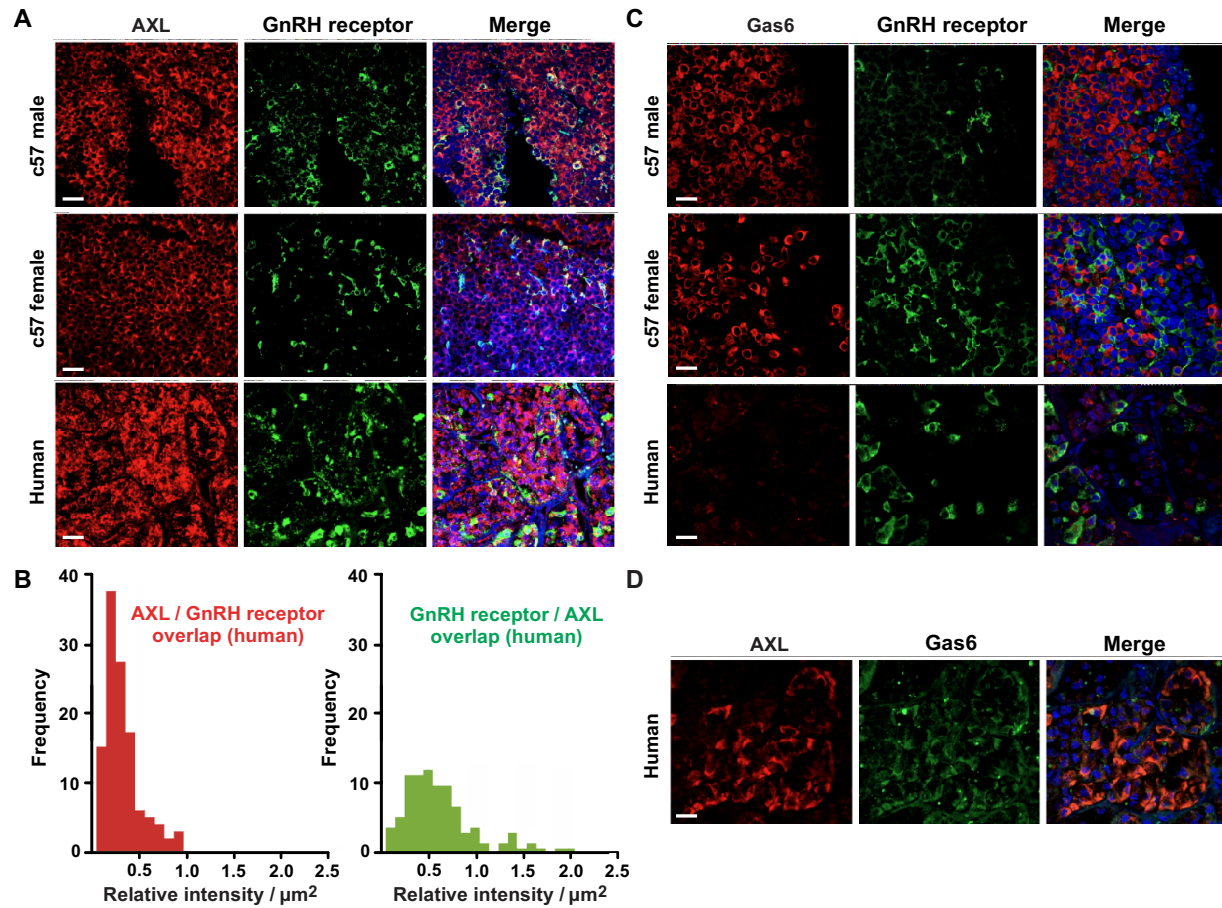 A
AXL
GnRH receptor
Merge
c57 male
c57 female
Human
B
40
30
20
10
0
Frequency
AXL / GnRH receptor
overlap (human)
0.5
1.0
1.5
2.0
2.5
Relative intensity / µm²
40
30
20
10
0
Frequency
GnRH receptor / AXL
overlap (human)
0.5
1.0
1.5
2.0
2.5
Relative intensity / µm²
C
Gas6
GnRH receptor
Merge
c57 male
c57 female
Human
D
AXL
Gas6
Merge
Human